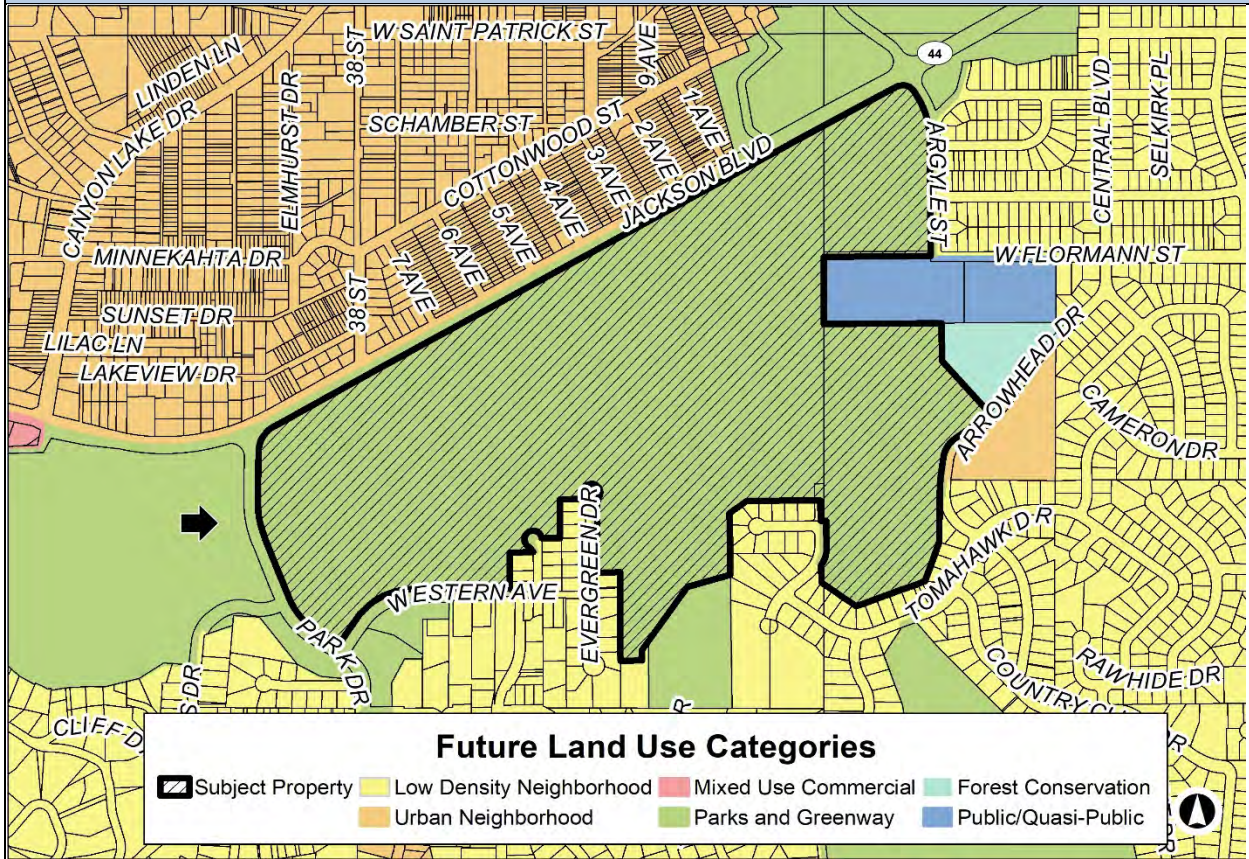 W SAINT PATRICK ST
LINDEN LN
38 ST
9 AVE
44
CANYON LAKE DR
ELMHURST DR
SCHAMBER ST
COTTONWOOD ST
1 AVE
2 AVE
3 AVE
4 AVE
5 AVE
6 AVE
7 AVE
JACKSON BLVD
ARGYLE ST
CENTRAL BLVD
SELKIRK PL
MINNEKAHTA DR
W FLORMANN ST
SUNSET DR
38 ST
LILAC LN
LAKEVIEW DR
ARROWHEAD DR
CAMERON DR
EVERGREEN DR
WESTERN AVE
TOMAHAWK DR
PARK DR
S DR
CLIFF D
RAWHIDE DR
COUNTRY CL
R
R
DR
Future Land Use Categories
Subject Property Low Density Neighborhood Mixed Use Commercial Forest Conservation
Urban Neighborhood Parks and Greenway Public/Quasi-Public